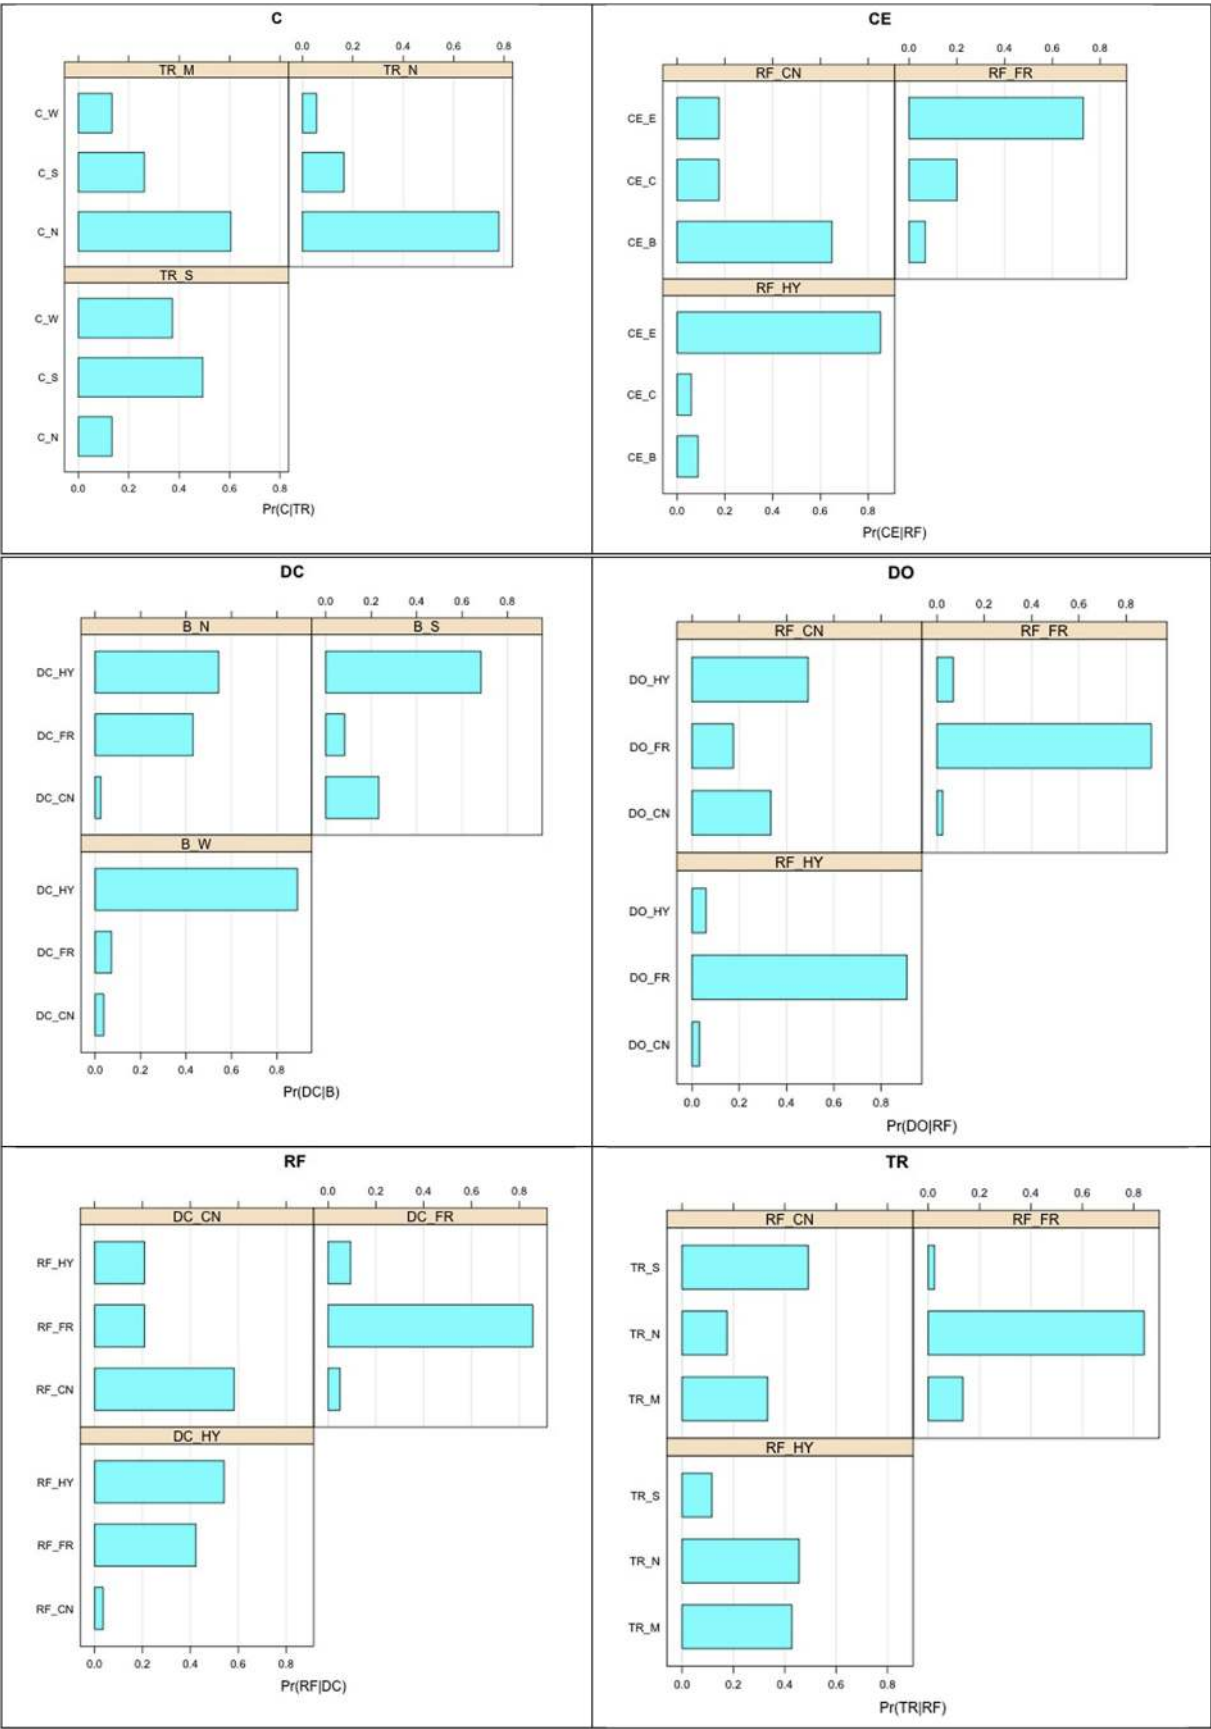 C
0.0 0.2 0.4 0.6 0.8
TR_M TR_N
C_W
C_S
C_N
TR_S
C_W
C_S
C_N
0.0 0.2 0.4 0.6 0.8
Pr(C|TR)
CE
0.0 0.2 0.4 0.6 0.8
RF_CN RF_FR
CE_E
CE_C
CE_B
RF_HY
CE_E
CE_C
CE_B
0.0 0.2 0.4 0.6 0.8
Pr(CE|RF)
DC
0.0 0.2 0.4 0.6 0.8
B_N B_S
DC_HY
DC_FR
DC_CN
B_W
DC_HY
DC_FR
DC_CN
0.0 0.2 0.4 0.6 0.8
Pr(DC|B)
DO
0.0 0.2 0.4 0.6 0.8
RF_CN RF_FR
DO_HY
DO_FR
DO_CN
RF_HY
DO_HY
DO_FR
DO_CN
0.0 0.2 0.4 0.6 0.8
Pr(DO|RF)
RF
0.0 0.2 0.4 0.6 0.8
DC_CN DC_FR
RF_HY
RF_FR
RF_CN
DC_HY
RF_HY
RF_FR
RF_CN
0.0 0.2 0.4 0.6 0.8
Pr(RF|DC)
TR
0.0 0.2 0.4 0.6 0.8
RF_CN RF_FR
TR_S
TR_N
TR_M
RF_HY
TR_S
TR_N
TR_M
0.0 0.2 0.4 0.6 0.8
Pr(TR|RF)